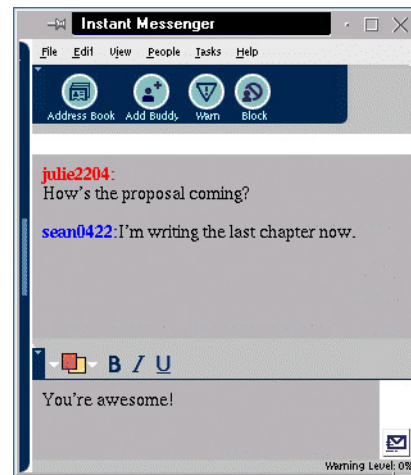 Instant Messenger
File Edit View People Tasks Help
Address Book Add Buddy Warn Block
julie2204:
How's the proposal coming?
sean0422:I'm writing the last chapter now.
B I U
You're awesome!
Warning Level: 0%